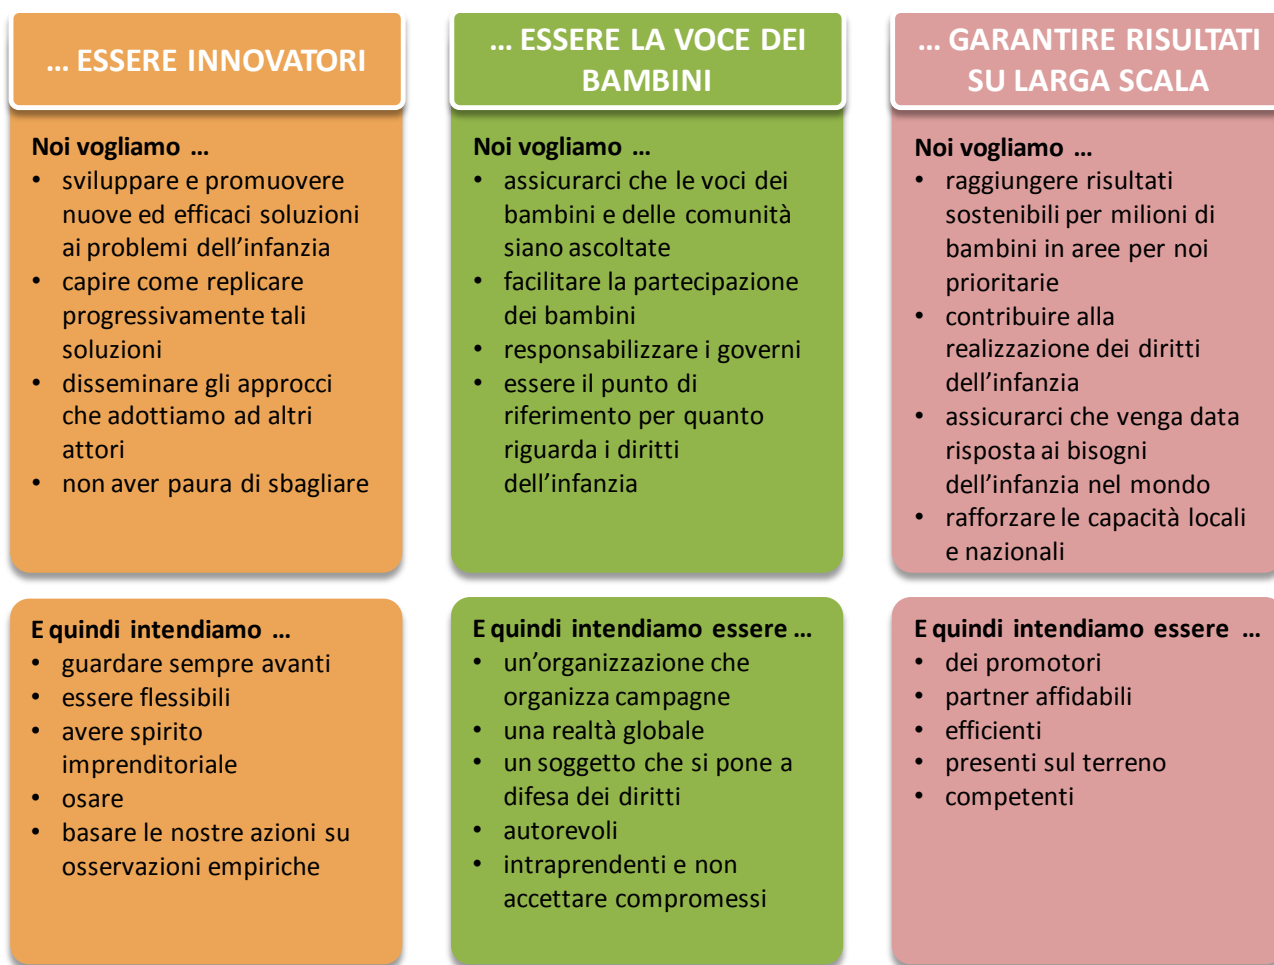 ... ESSERE INNOVATORI
Noi vogliamo ...
• sviluppare e promuovere
nuove ed efficaci soluzioni
ai problemi dell’infanzia
• capire come replicare
progressivamente tali
soluzioni
• disseminare gli approcci
che adottiamo ad altri
attori
• non aver paura di sbagliare
E quindi intendiamo ...
• guardare sempre avanti
• essere flessibili
• avere spirito
imprenditoriale
• osare
• basare le nostre azioni su
osservazioni empiriche
... ESSERE LA VOCE DEI
BAMBINI
Noi vogliamo ...
• assicurarci che le voci dei
bambini e delle comunità
siano ascoltate
• facilitare la partecipazione
dei bambini
• responsabilizzare i governi
• essere il punto di
riferimento per quanto
riguarda i diritti
dell’infanzia
E quindi intendiamo essere ...
• un’organizzazione che
organizza campagne
• una realtà globale
• un soggetto che si pone a
difesa dei diritti
• autorevoli
• intraprendenti e non
accettare compromessi
... GARANTIRE RISULTATI
SU LARGA SCALA
Noi vogliamo ...
• raggiungere risultati
sostenibili per milioni di
bambini in aree per noi
prioritarie
• contribuire alla
realizzazione dei diritti
dell’infanzia
• assicurarci che venga data
risposta ai bisogni
dell’infanzia nel mondo
• rafforzare le capacità locali
e nazionali
E quindi intendiamo essere ...
• dei promotori
• partner affidabili
• efficienti
• presenti sul terreno
• competenti